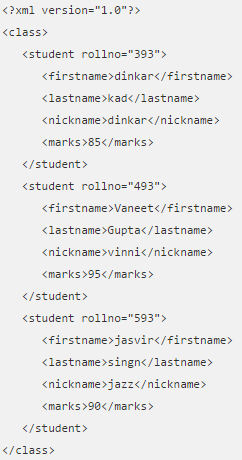 <?xml version="1.0"?>
<class>
   <student rollno="393">
      <firstname>dinkar</firstname>
      <lastname>kad</lastname>
      <nickname>dinkar</nickname>
      <marks>85</marks>
   </student>
   <student rollno="493">
      <firstname>Vaneet</firstname>
      <lastname>Gupta</lastname>
      <nickname>vinni</nickname>
      <marks>95</marks>
   </student>
   <student rollno="593">
      <firstname>jasvir</firstname>
      <lastname>singn</lastname>
      <nickname>jazz</nickname>
      <marks>90</marks>
   </student>
</class>